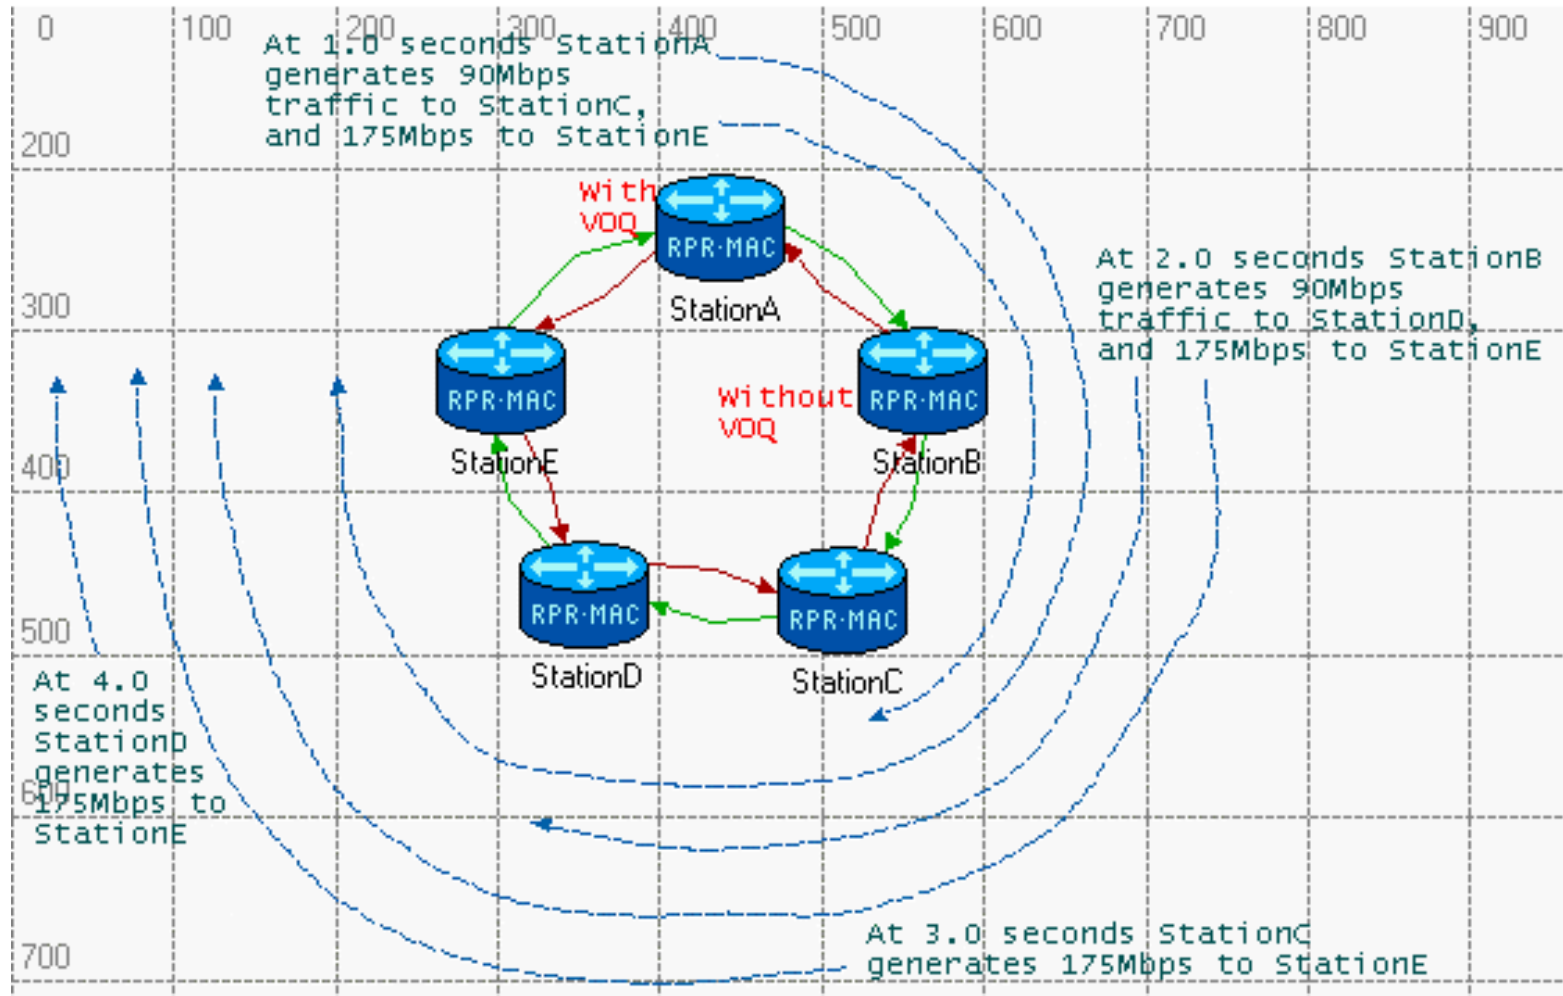 0 100 200 300 400 500 600 700 800 900
At 1.0 seconds StationA
generates 90Mbps
traffic to StationC,
and 175Mbps to StationE
200
With
VOQ
RPR-MAC
StationA
At 2.0 seconds StationB
generates 90Mbps
traffic to StationD,
and 175Mbps to StationE
300
RPR-MAC
StationE
Without
VOQ
RPR-MAC
StationB
400
RPR-MAC
StationD
RPR-MAC
StationC
500
At 4.0
seconds
StationD
generates
175Mbps to
StationE
600
At 3.0 seconds StationC
generates 175Mbps to StationE
700